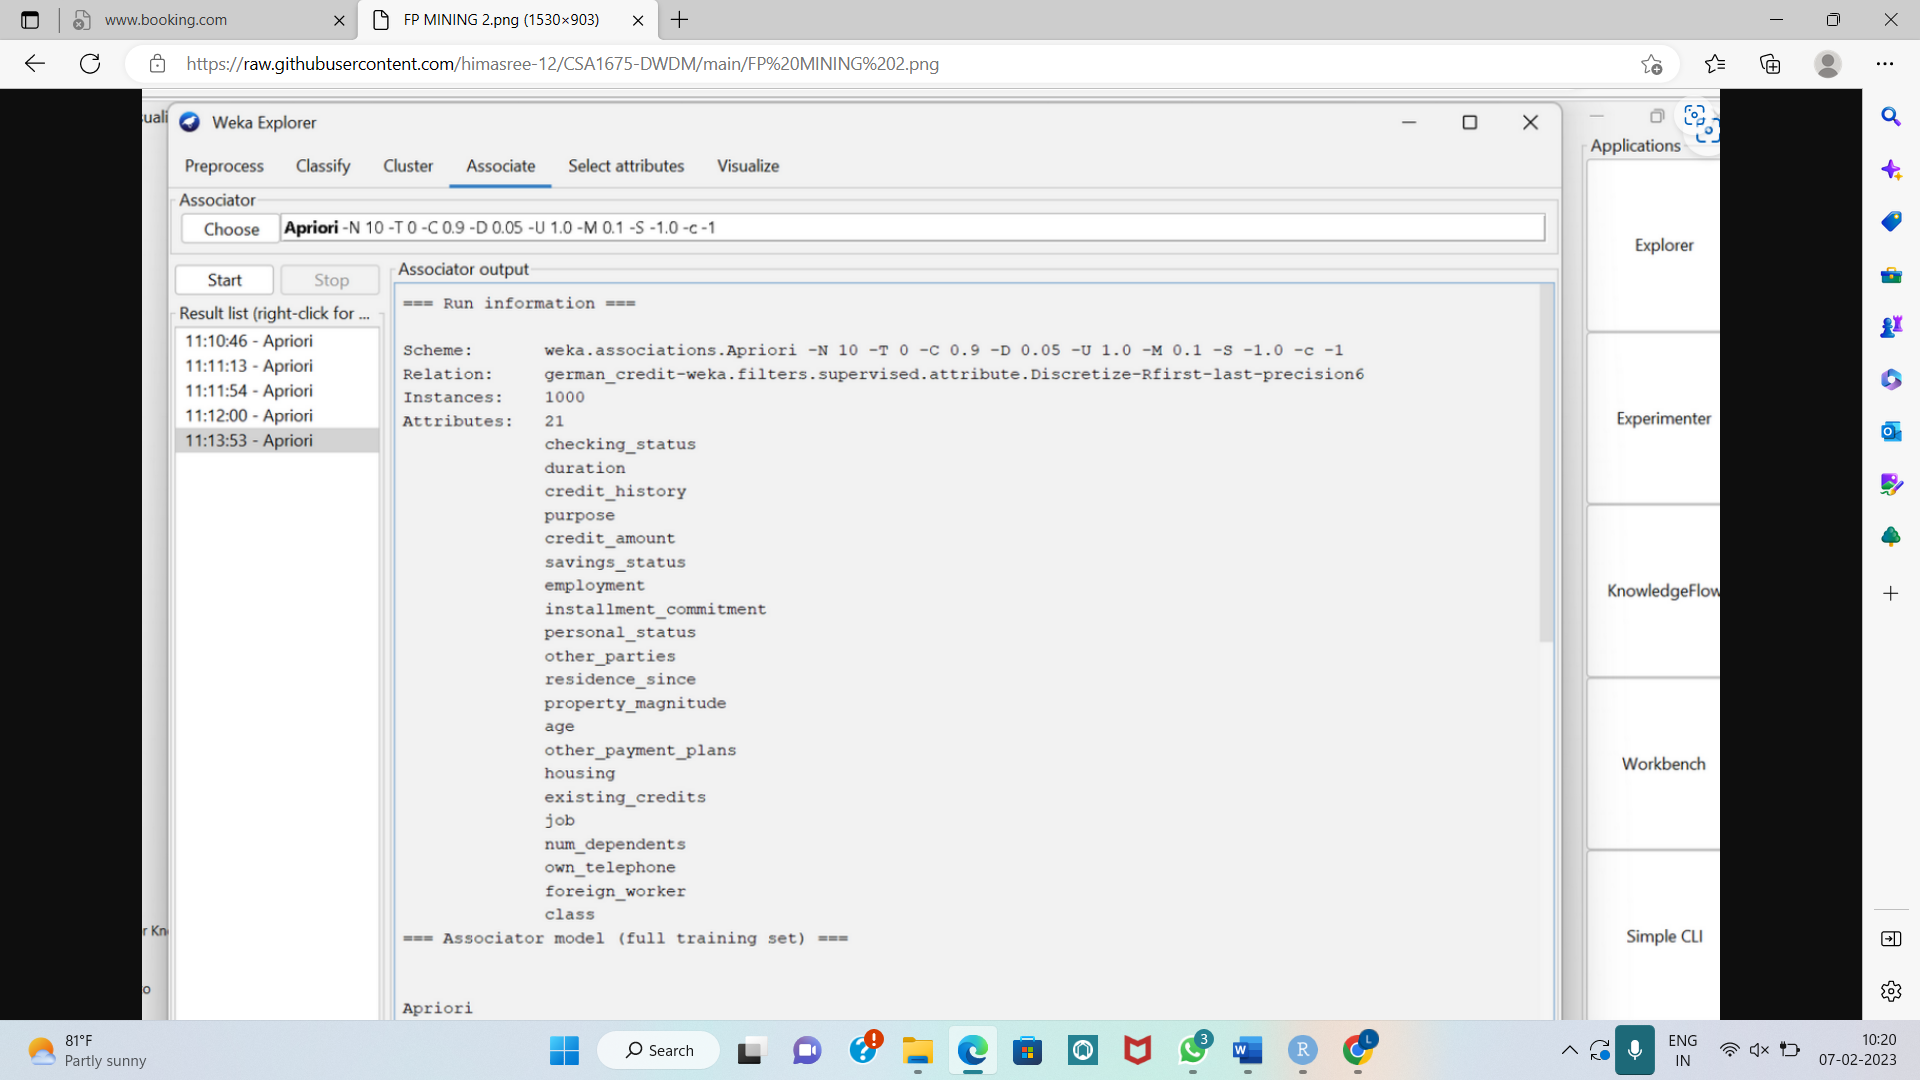 www.booking.com
FP MINING 2.png (1530×903)
https://raw.githubusercontent.com/himasree-12/CSA1675-DWDM/main/FP%20MINING%202.png
Weka Explorer
Preprocess Classify Cluster Associate Select attributes Visualize
Associator
Choose Apriori -N 10 -T 0 -C 0.9 -D 0.05 -U 1.0 -M 0.1 -S -1.0 -c -1
Start Stop
Result list (right-click for ...
11:10:46 - Apriori
11:11:13 - Apriori
11:11:54 - Apriori
11:12:00 - Apriori
11:13:53 - Apriori
Associator output
=== Run information ===
Scheme: weka.associations.Apriori -N 10 -T 0 -C 0.9 -D 0.05 -U 1.0 -M 0.1 -S -1.0 -c -1
Relation: german_credit-weka.filters.supervised.attribute.Discretize-Rfirst-last-precision6
Instances: 1000
Attributes: 21
checking_status
duration
credit_history
purpose
credit_amount
savings_status
employment
installment_commitment
personal_status
other_parties
residence_since
property_magnitude
age
other_payment_plans
housing
existing_credits
job
num_dependents
own_telephone
foreign_worker
class
=== Associator model (full training set) ===
Apriori
Applications
Explorer
Experimenter
KnowledgeFlow
Workbench
Simple CLI
81°F
Partly sunny
Search
3
L
ENG
IN
10:20
07-02-2023